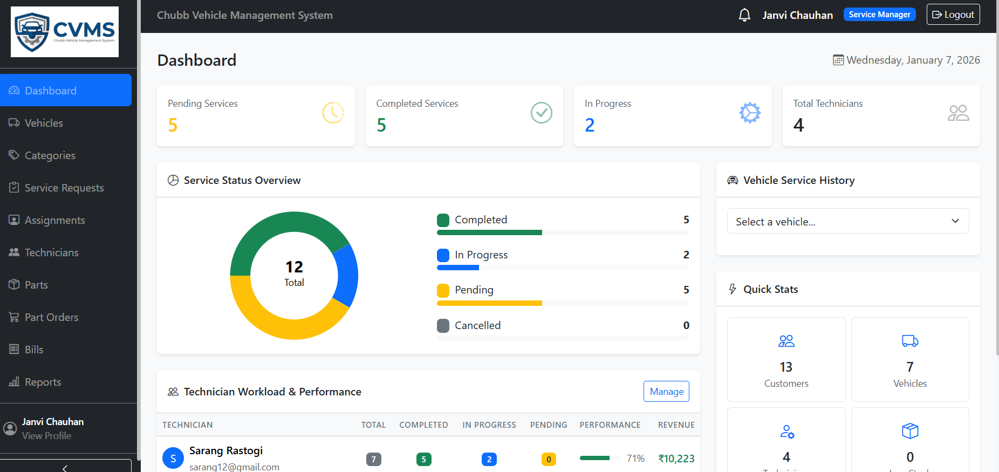 CVMS
Chubb Vehicle Management System
Chubb Vehicle Management System
Janvi Chauhan
Service Manager
Logout
Dashboard
Vehicles
Categories
Service Requests
Assignments
Technicians
Parts
Part Orders
Bills
Reports
Janvi Chauhan
View Profile
Dashboard
Wednesday, January 7, 2026
Pending Services
5
Completed Services
5
In Progress
2
Total Technicians
4
Service Status Overview
12
Total
Completed 5
In Progress 2
Pending 5
Cancelled 0
Vehicle Service History
Select a vehicle...
Quick Stats
13
Customers
7
Vehicles
4
0
Technician Workload & Performance
Manage
TECHNICIAN TOTAL COMPLETED IN PROGRESS PENDING PERFORMANCE REVENUE
S
Sarang Rastogi
sarang12@gmail.com
7 5 2 0 71% ₹10,223